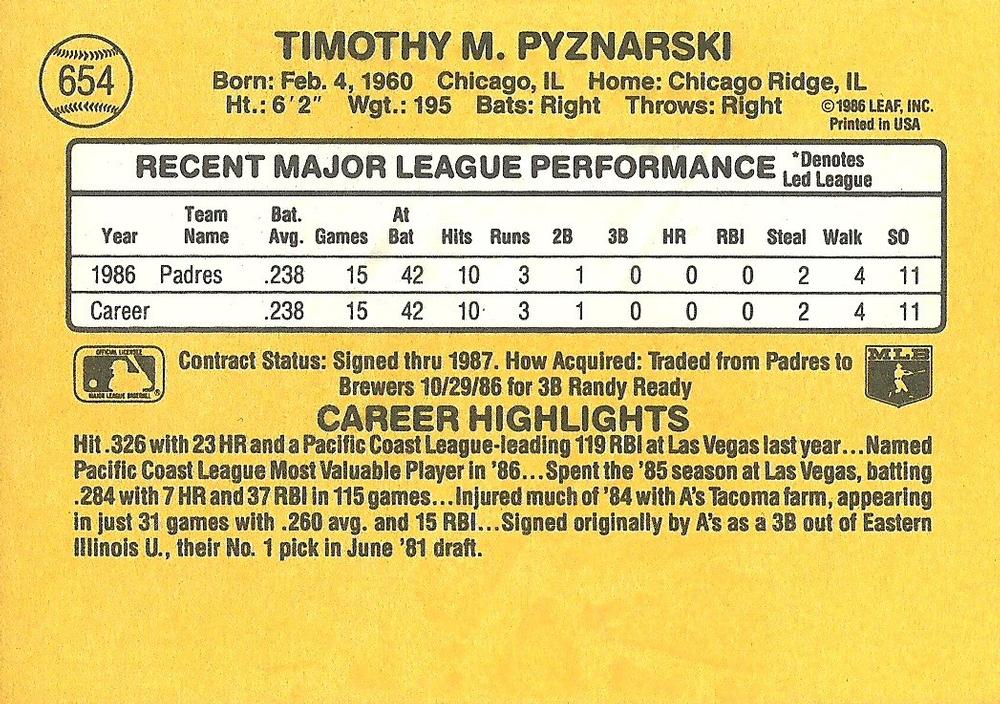 654
TIMOTHY M. PYZNARSKI
Born: Feb. 4, 1960 Chicago, IL Home: Chicago Ridge, IL
Ht.: 6'2" Wgt.: 195 Bats: Right Throws: Right
©1986 LEAF, INC.
Printed in USA
RECENT MAJOR LEAGUE PERFORMANCE *Denotes
Led League
Year Team Name Bat. Avg. Games At Bat Hits Runs 2B 3B HR RBI Steal Walk SO
1986 Padres .238 15 42 10 3 1 0 0 0 2 4 11
Career .238 15 42 10 3 1 0 0 0 2 4 11
OFFICIAL LICENSEE
MAJOR LEAGUE BASEBALL
MLB
Contract Status: Signed thru 1987. How Acquired: Traded from Padres to
Brewers 10/29/86 for 3B Randy Ready
CAREER HIGHLIGHTS
Hit .326 with 23 HR and a Pacific Coast League-leading 119 RBI at Las Vegas last year...Named
Pacific Coast League Most Valuable Player in '86...Spent the '85 season at Las Vegas, batting
.284 with 7 HR and 37 RBI in 115 games...Injured much of '84 with A's Tacoma farm, appearing
in just 31 games with .260 avg. and 15 RBI...Signed originally by A's as a 3B out of Eastern
Illinois U., their No. 1 pick in June '81 draft.